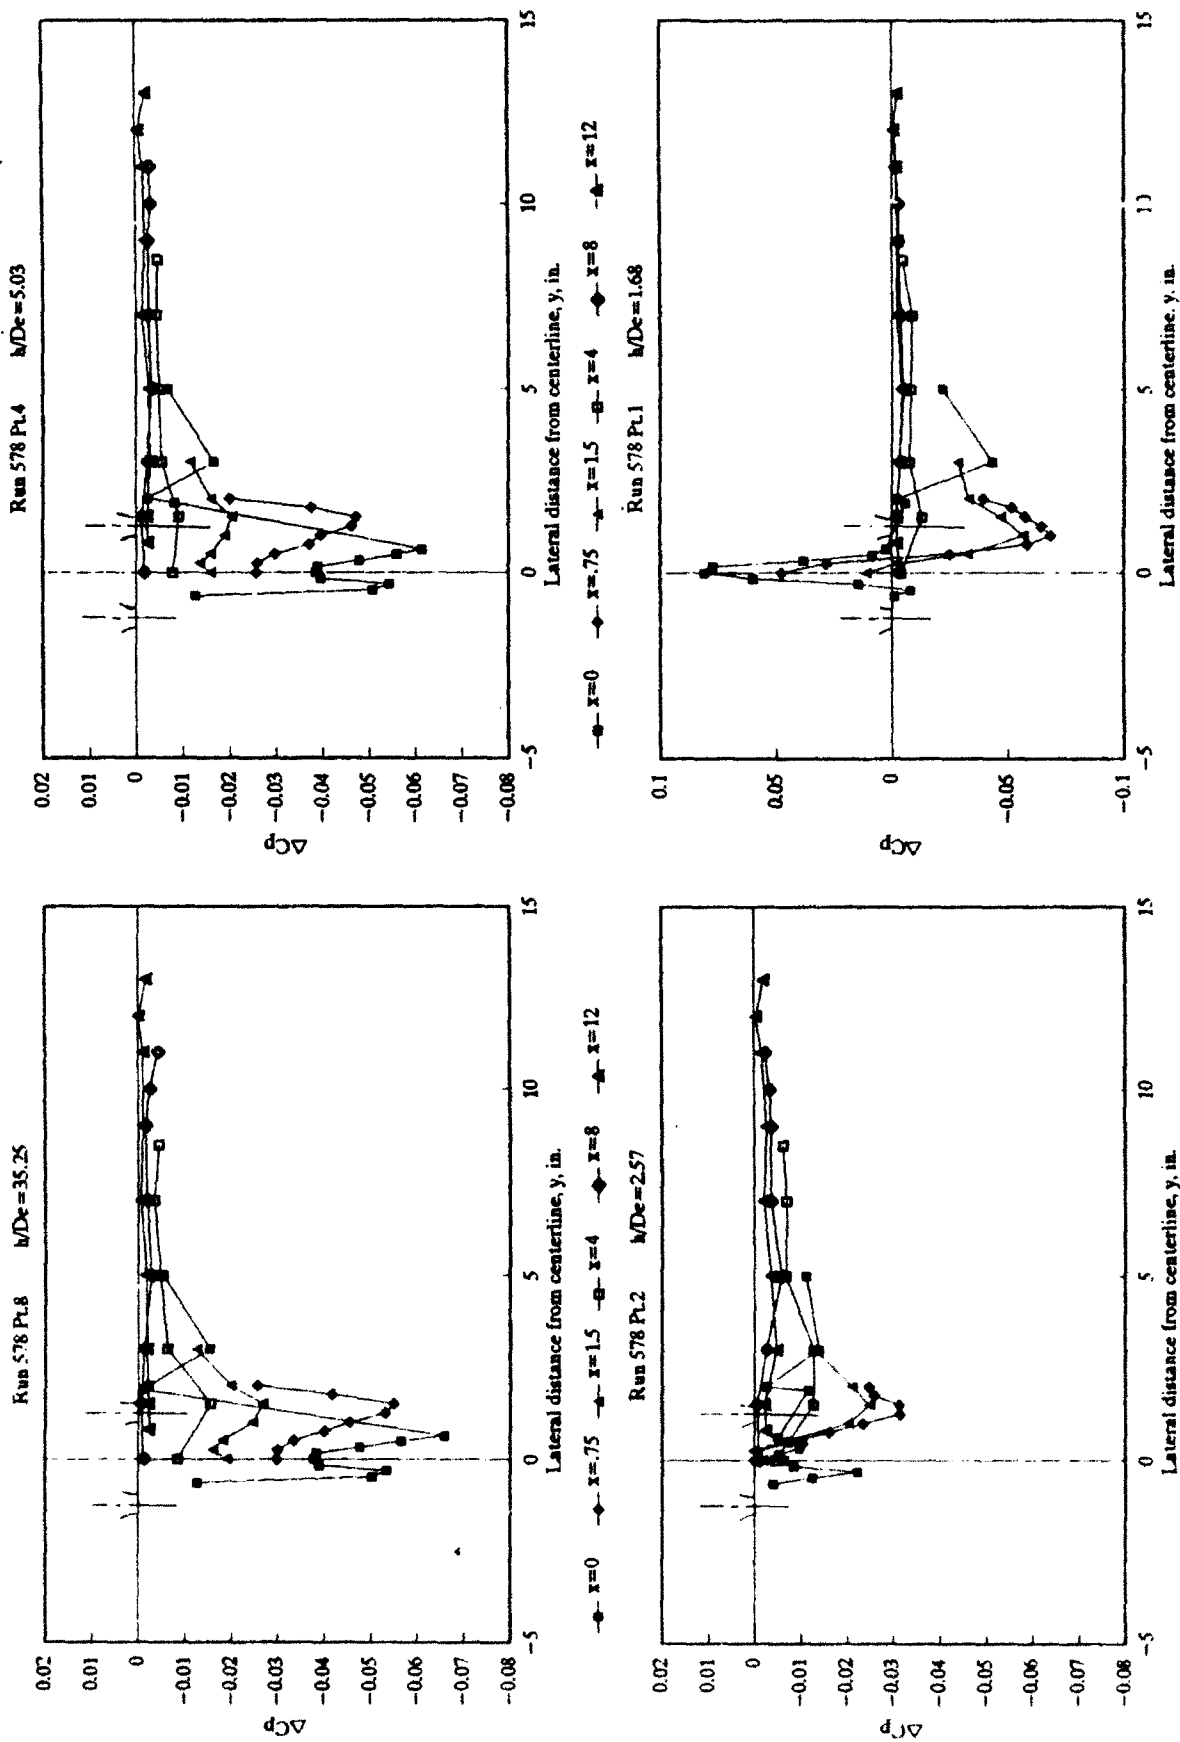 Run 578 Pt.8 h/De=35.25
0.02
0.01
0
-0.01
-0.02
-0.03
-0.04
-0.05
-0.06
-0.07
-0.08
ΔCp
-5 0 5 10 15
Lateral distance from centerline, y, in.
x=0 x=.75 x=1.5 x=4 x=8 x=12
Run 578 Pt.4 h/De=5.03
0.02
0.01
0
-0.01
-0.02
-0.03
-0.04
-0.05
-0.06
-0.07
-0.08
ΔCp
-5 0 5 10 15
Lateral distance from centerline, y, in.
x=0 x=.75 x=1.5 x=4 x=8 x=12
Run 578 Pt.2 h/De=2.57
0.02
0.01
0
-0.01
-0.02
-0.03
-0.04
-0.05
-0.06
-0.07
-0.08
ΔCp
-5 0 5 10 15
Lateral distance from centerline, y, in.
Run 578 Pt.1 h/De=1.68
0.1
0.05
0
-0.05
-0.1
ΔCp
-5 0 5 10 15
Lateral distance from centerline, y, in.